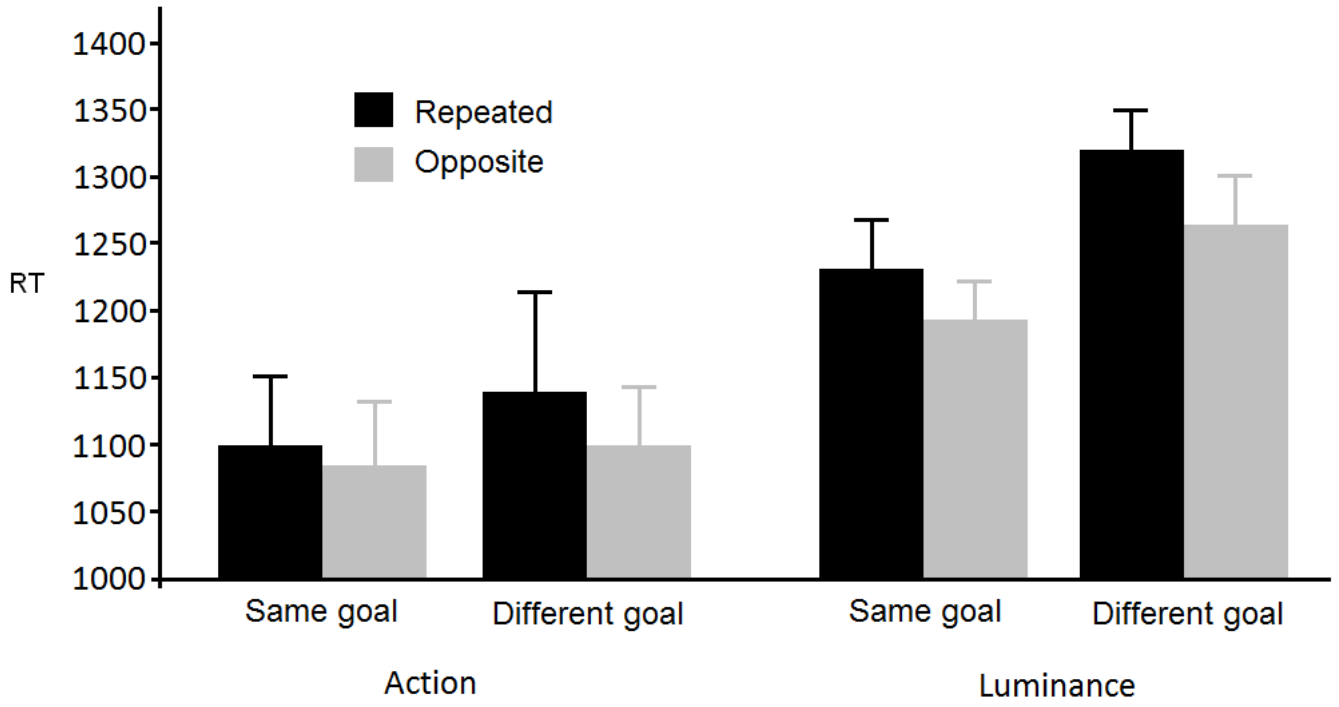 1400
1350
1300
1250
1200
1150
1100
1050
1000
RT
Repeated
Opposite
Same goal Different goal Same goal Different goal
Action Luminance